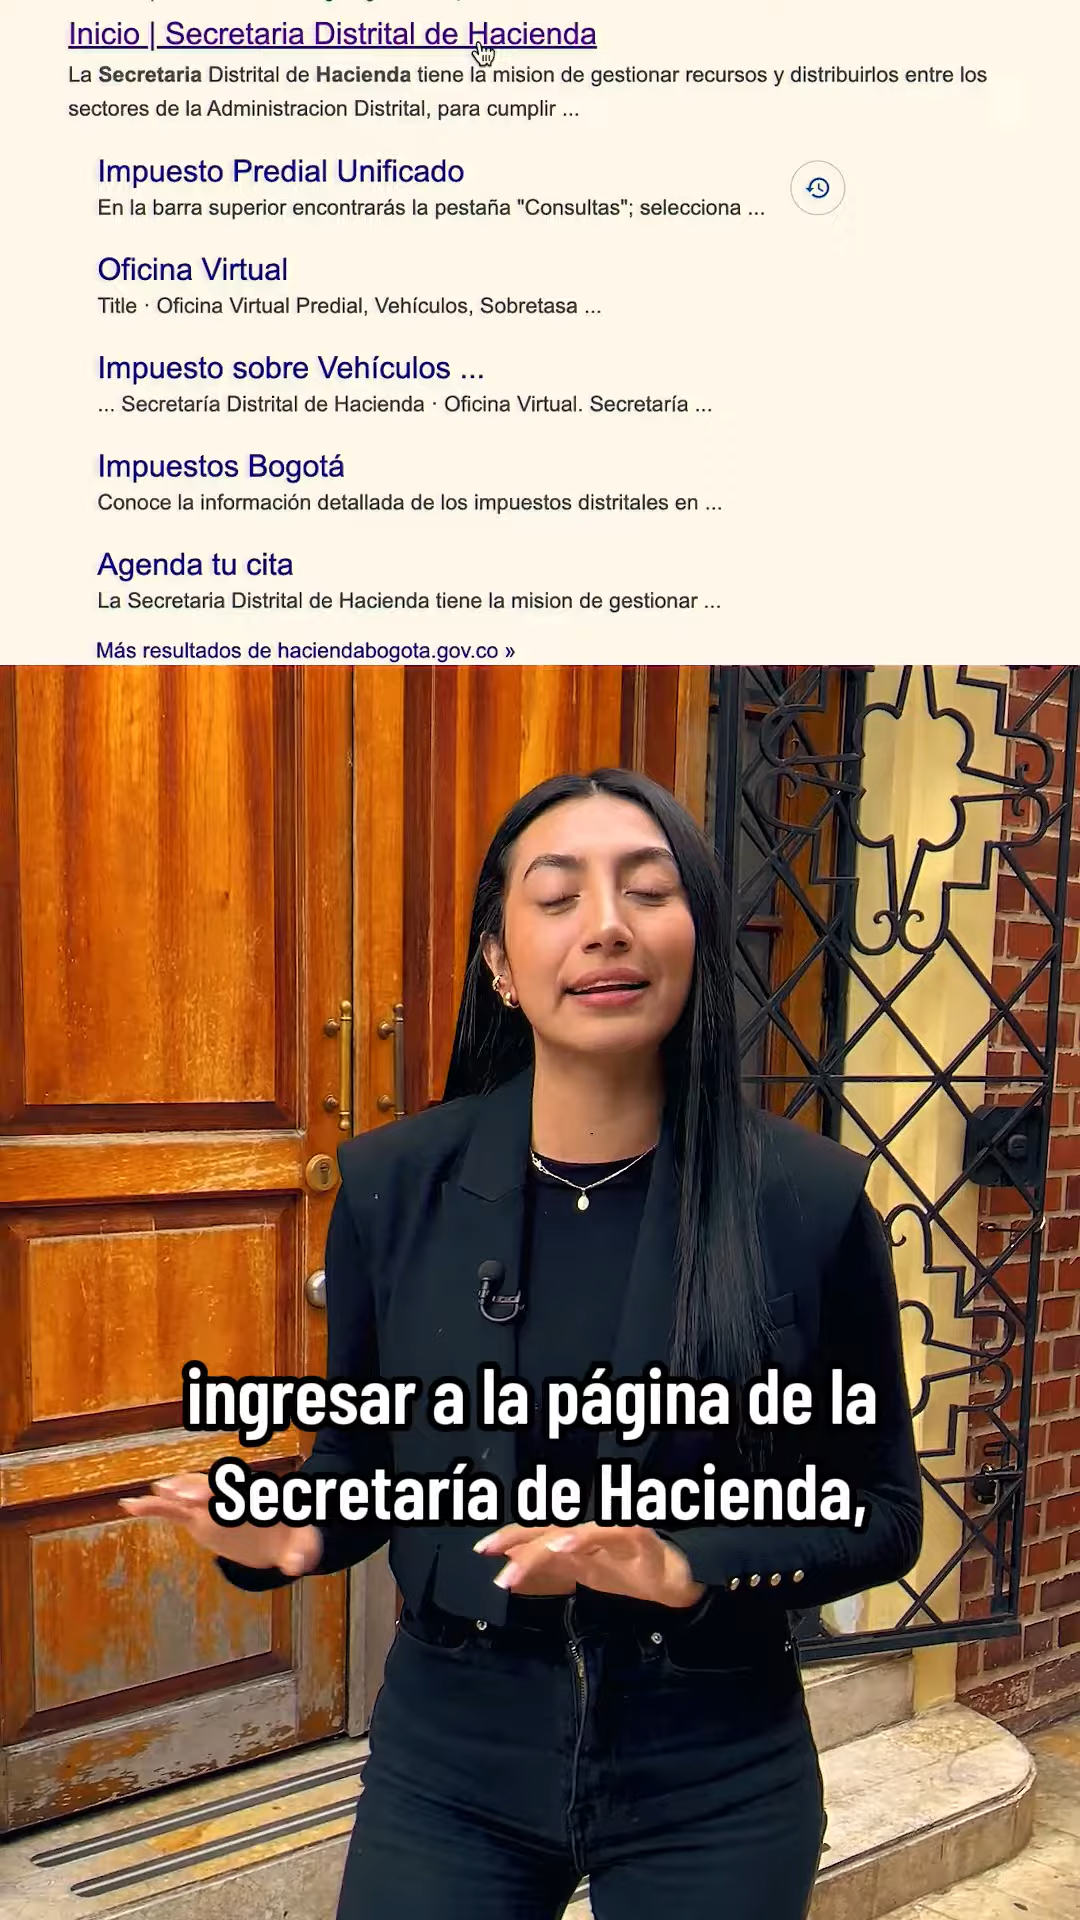 Inicio | Secretaria Distrital de Hacienda
La Secretaria Distrital de Hacienda tiene la mision de gestionar recursos y distribuirlos entre los
sectores de la Administracion Distrital, para cumplir ...
Impuesto Predial Unificado
En la barra superior encontrarás la pestaña "Consultas"; selecciona ...
Oficina Virtual
Title · Oficina Virtual Predial, Vehículos, Sobretasa ...
Impuesto sobre Vehículos ...
... Secretaría Distrital de Hacienda · Oficina Virtual. Secretaría ...
Impuestos Bogotá
Conoce la información detallada de los impuestos distritales en ...
Agenda tu cita
La Secretaria Distrital de Hacienda tiene la mision de gestionar ...
Más resultados de haciendabogota.gov.co »
ingresar a la página de la
Secretaría de Hacienda,